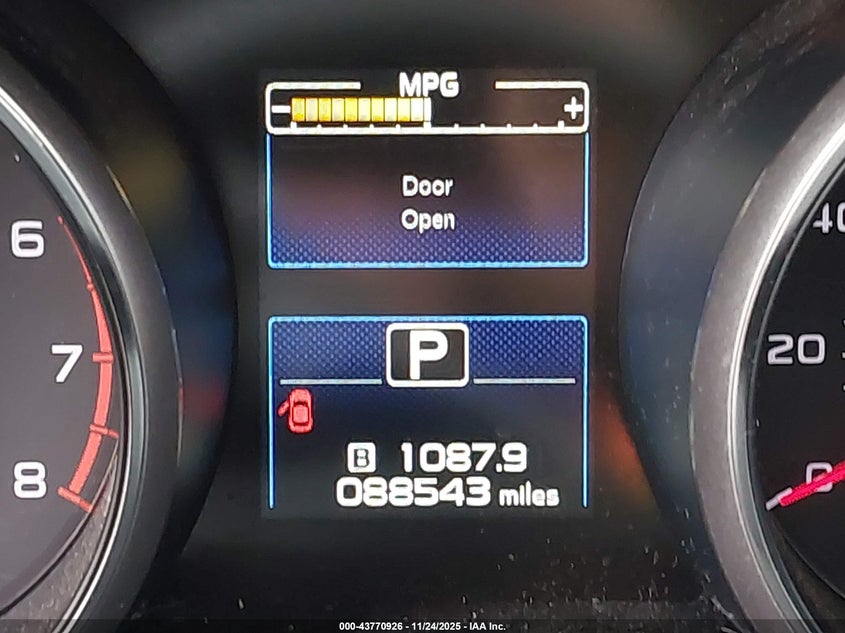 MPG
- +
Door
Open
6
7
8
40
20
0
P
B 1087.9
088543 miles
000-43770926 - 11/24/2025 - IAA Inc.